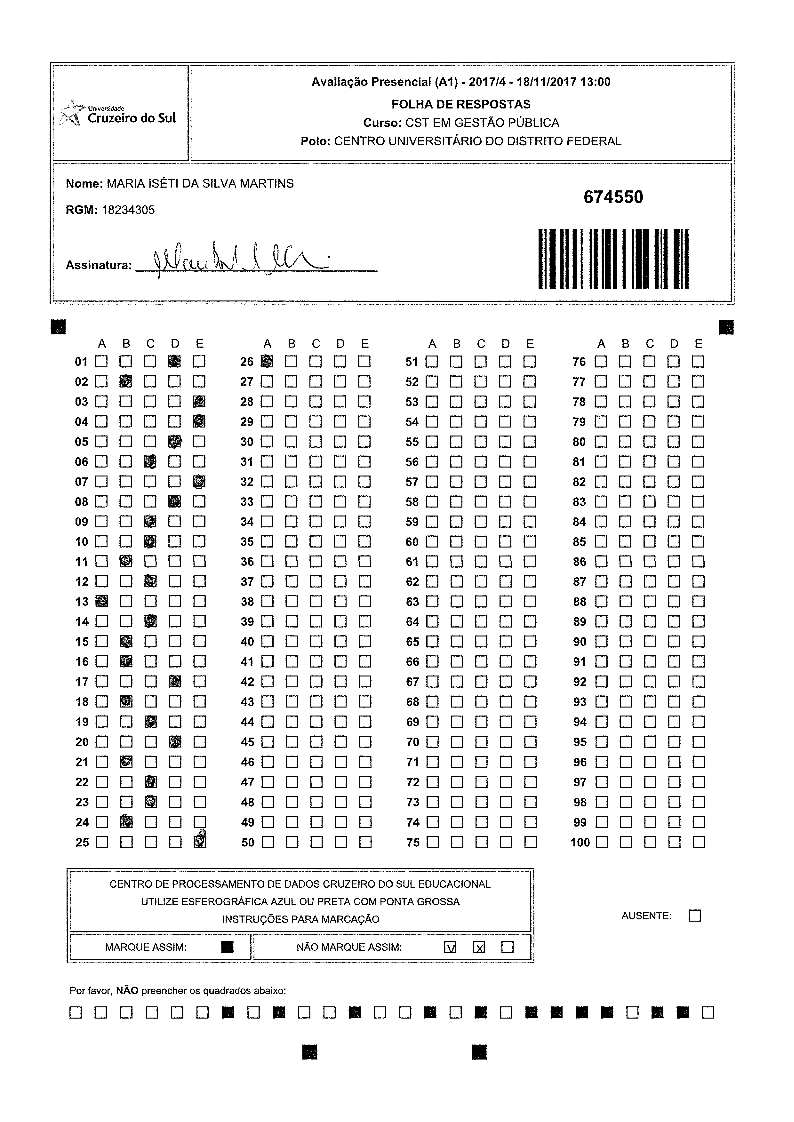 Avaliação Presencial (A1) - 2017/4 - 18/11/2017 13:00
FOLHA DE RESPOSTAS
Curso: CST EM GESTÃO PÚBLICA
Polo: CENTRO UNIVERSITÁRIO DO DISTRITO FEDERAL
Universidade
Cruzeiro do Sul
Nome: MARIA ISÉTI DA SILVA MARTINS
RGM: 18234305
674550
Assinatura:
A B C D E A B C D E A B C D E A B C D E
01 26 51 76
02 27 52 77
03 28 53 78
04 29 54 79
05 30 55 80
06 31 56 81
07 32 57 82
08 33 58 83
09 34 59 84
10 35 60 85
11 36 61 86
12 37 62 87
13 38 63 88
14 39 64 89
15 40 65 90
16 41 66 91
17 42 67 92
18 43 68 93
19 44 69 94
20 45 70 95
21 46 71 96
22 47 72 97
23 48 73 98
24 49 74 99
25 50 75 100
CENTRO DE PROCESSAMENTO DE DADOS CRUZEIRO DO SUL EDUCACIONAL
UTILIZE ESFEROGRÁFICA AZUL OU PRETA COM PONTA GROSSA
INSTRUÇÕES PARA MARCAÇÃO
AUSENTE:
MARQUE ASSIM: NÃO MARQUE ASSIM: V X
Por favor, NÃO preencher os quadrados abaixo: